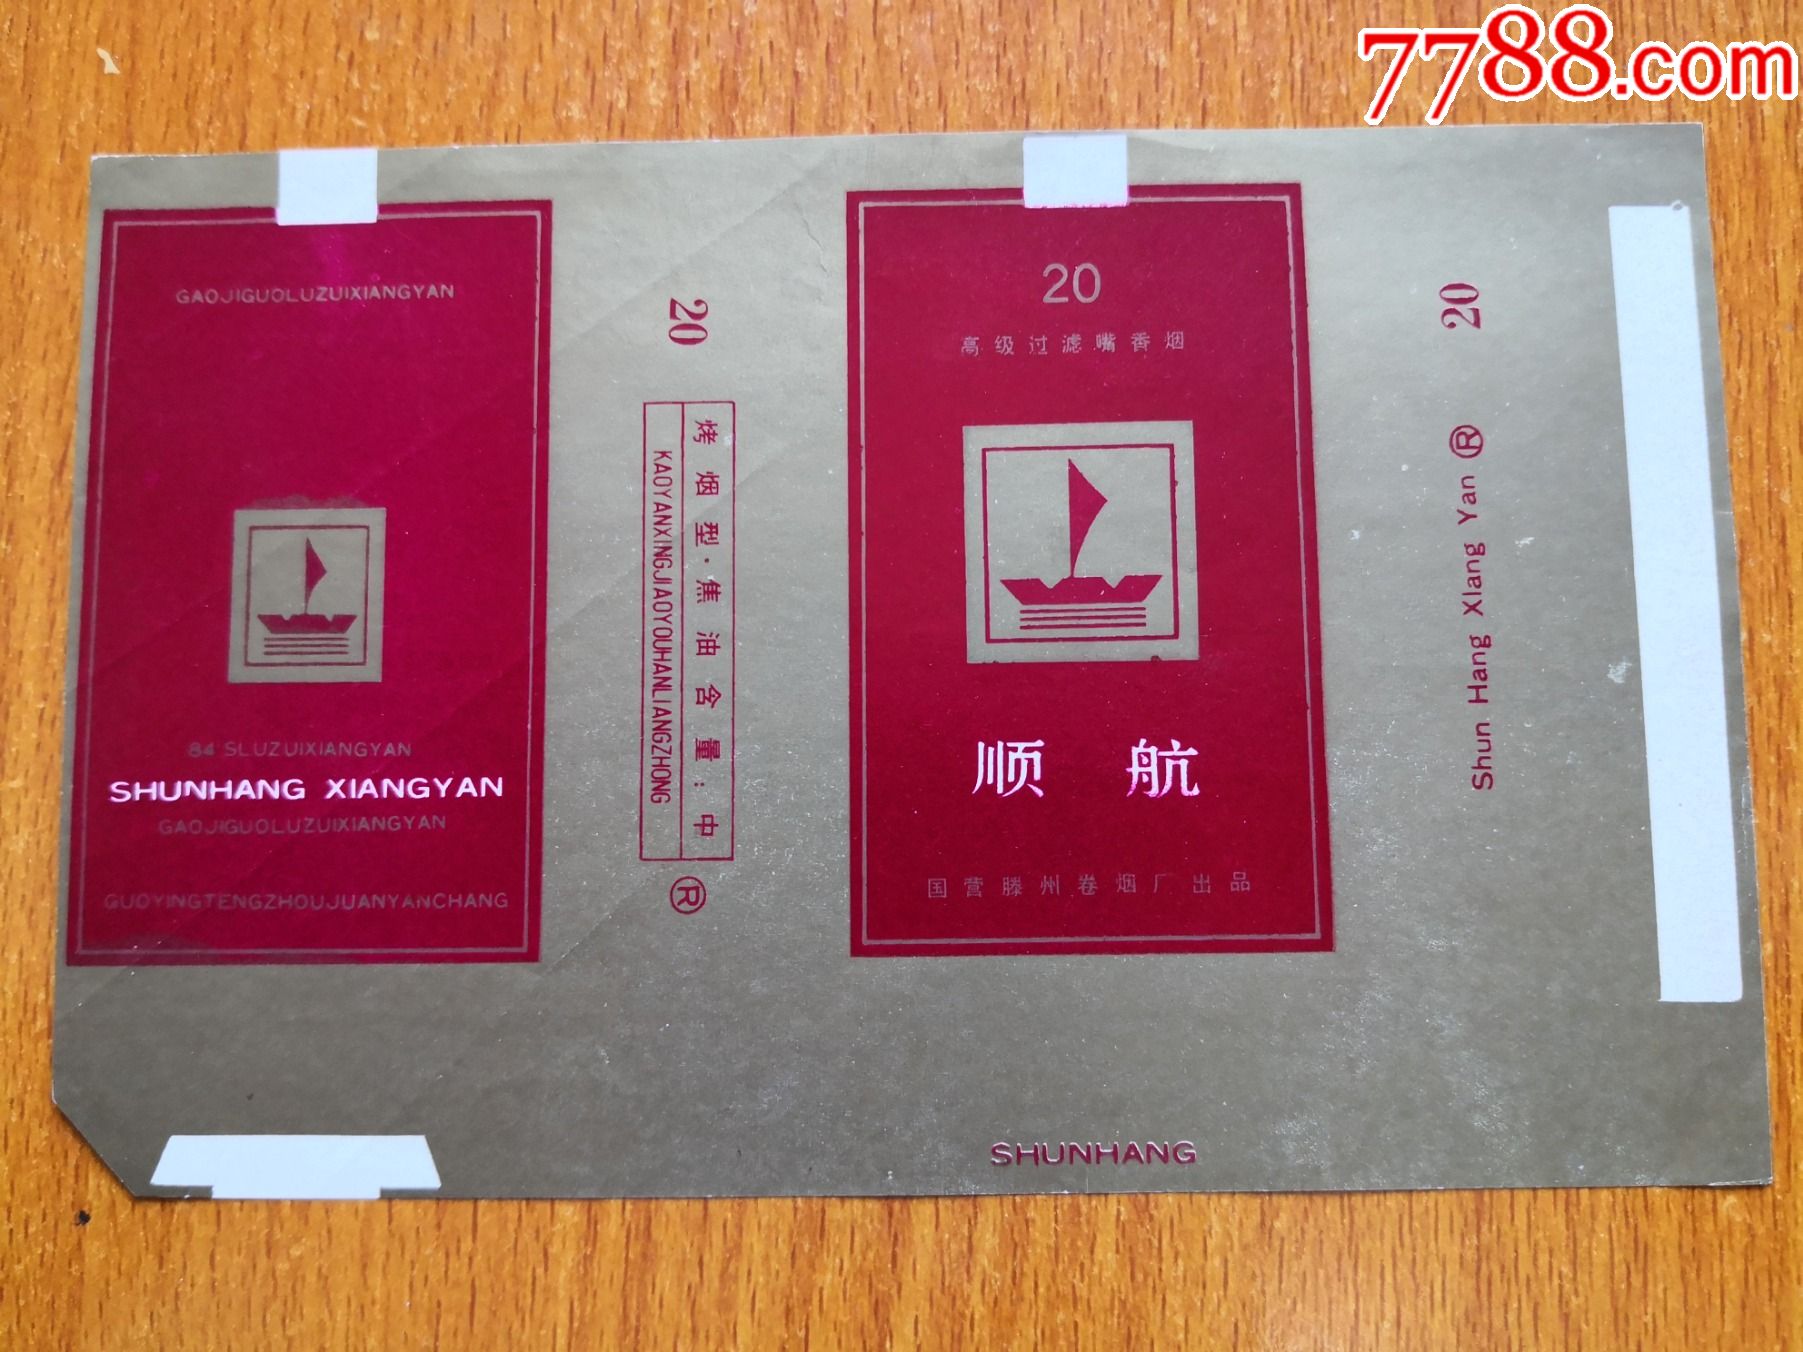 7788.com
GAOJIGUOLUZUIXIANGYAN
84 SLUZUIXIANGYAN
SHUNHANG XIANGYAN
GAOJIGUOLUZUIXIANGYAN
GUOYINGTENGZHOUJUANYANCHANG
20
烤烟型·焦油含量:中
KAOYANXINGJIAOYOUHANLIANGZHONG
®
20
高级过滤嘴香烟
顺 航
国营滕州卷烟厂出品
20
Shun Hang XIang Yan ®
SHUNHANG